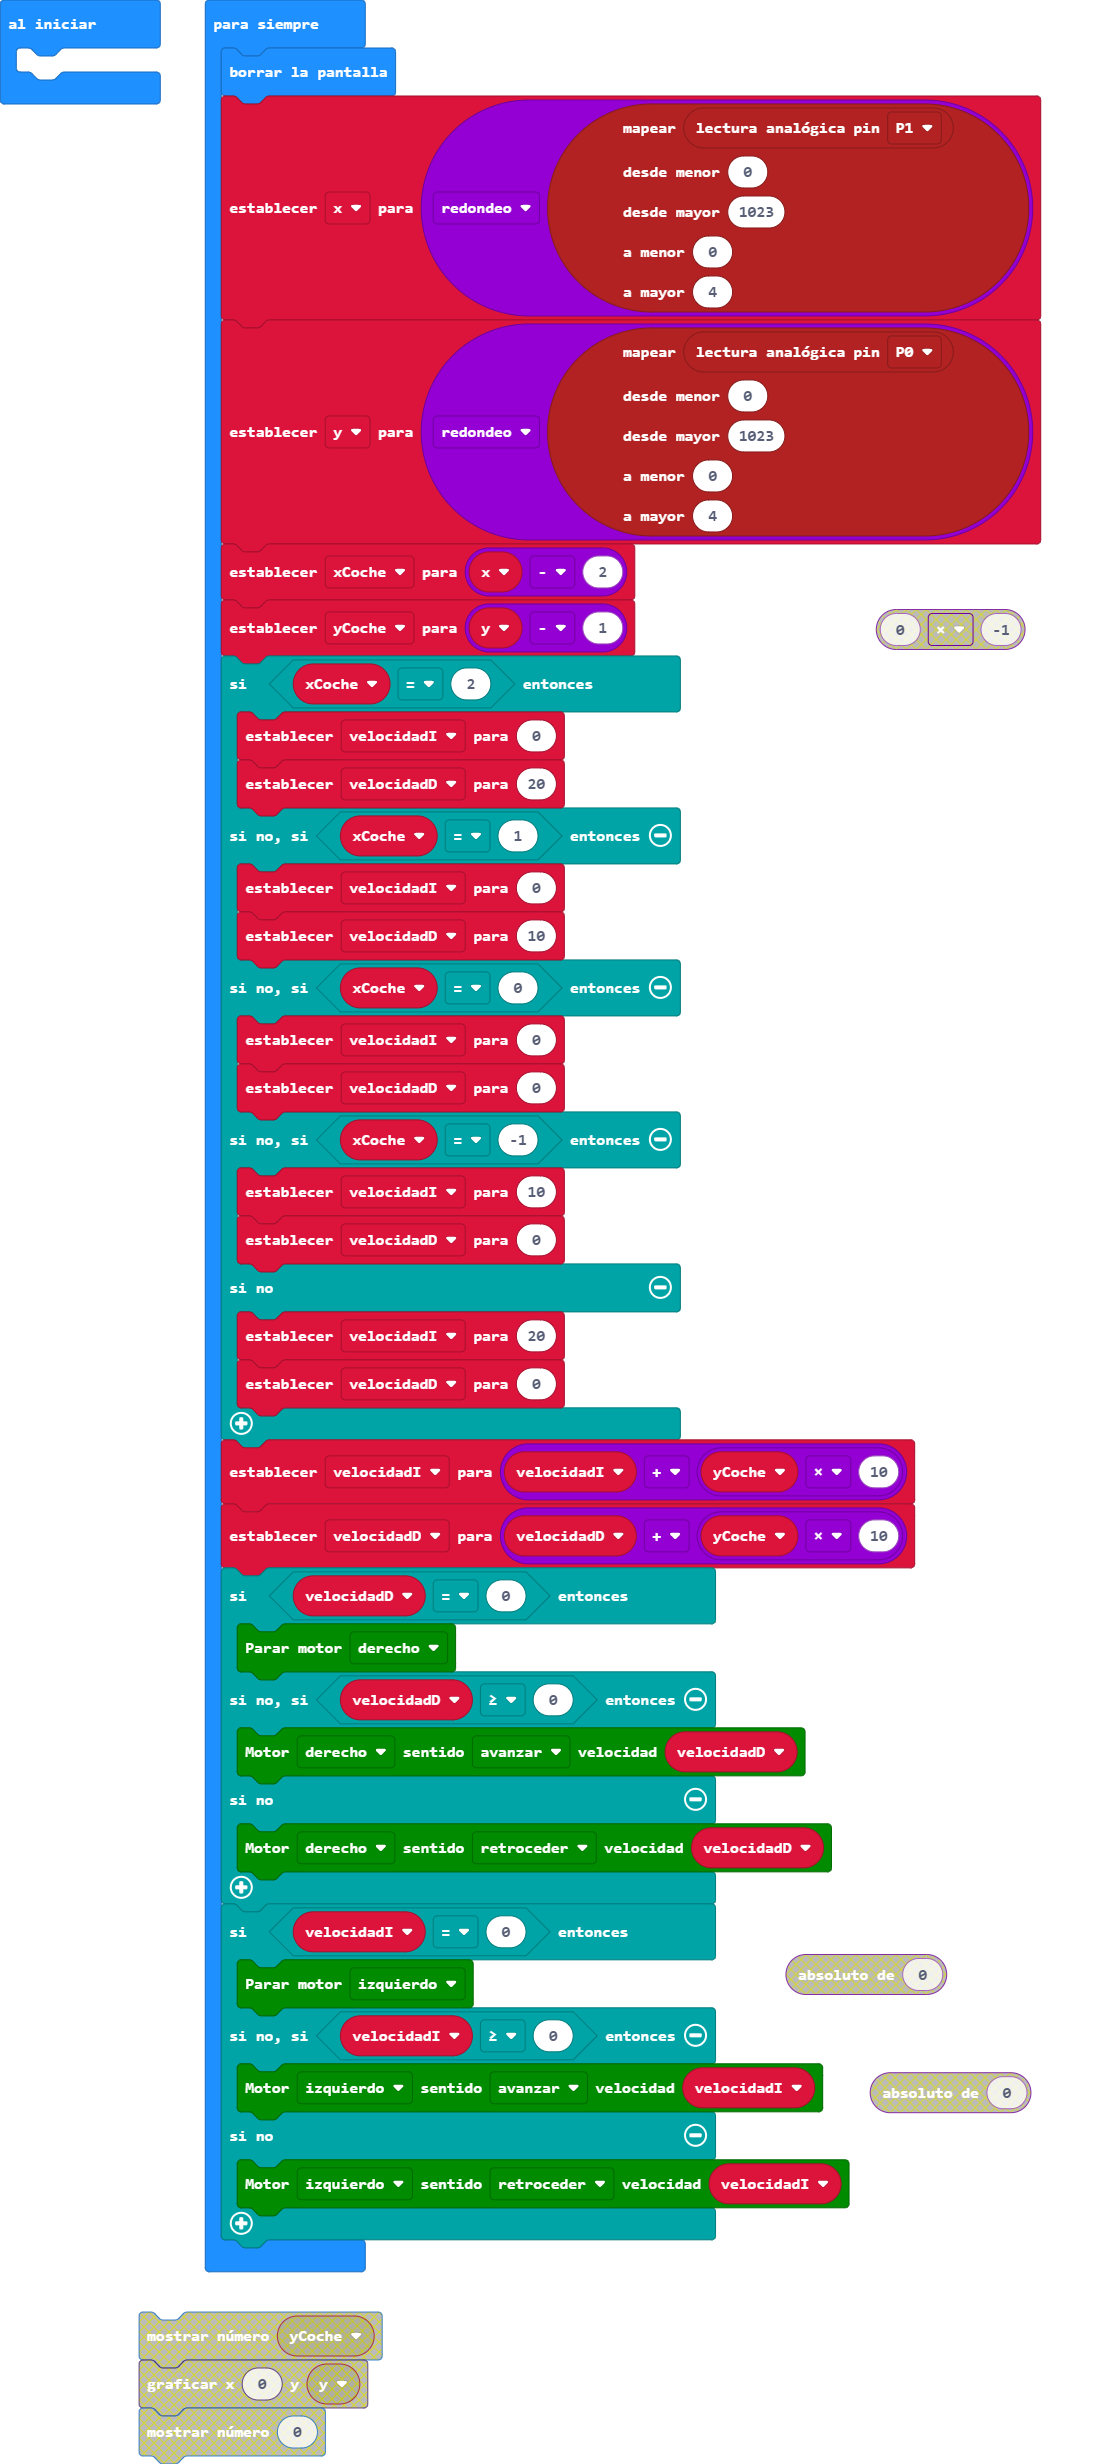 al iniciar
para siempre
borrar la pantalla
establecer x para redondeo mapear lectura analógica pin P1
desde menor 0
desde mayor 1023
a menor 0
a mayor 4
establecer y para redondeo mapear lectura analógica pin P0
desde menor 0
desde mayor 1023
a menor 0
a mayor 4
establecer xCoche para x - 2
establecer yCoche para y - 1
0 × -1
si xCoche = 2 entonces
establecer velocidadI para 0
establecer velocidadD para 20
si no, si xCoche = 1 entonces
establecer velocidadI para 0
establecer velocidadD para 10
si no, si xCoche = 0 entonces
establecer velocidadI para 0
establecer velocidadD para 0
si no, si xCoche = -1 entonces
establecer velocidadI para 10
establecer velocidadD para 0
si no
establecer velocidadI para 20
establecer velocidadD para 0
establecer velocidadI para velocidadI + yCoche × 10
establecer velocidadD para velocidadD + yCoche × 10
si velocidadD = 0 entonces
Parar motor derecho
si no, si velocidadD ≥ 0 entonces
Motor derecho sentido avanzar velocidad velocidadD
si no
Motor derecho sentido retroceder velocidad velocidadD
si velocidadI = 0 entonces
absoluto de 0
Parar motor izquierdo
si no, si velocidadI ≥ 0 entonces
Motor izquierdo sentido avanzar velocidad velocidadI
absoluto de 0
si no
Motor izquierdo sentido retroceder velocidad velocidadI
mostrar número yCoche
graficar x 0 y y
mostrar número 0